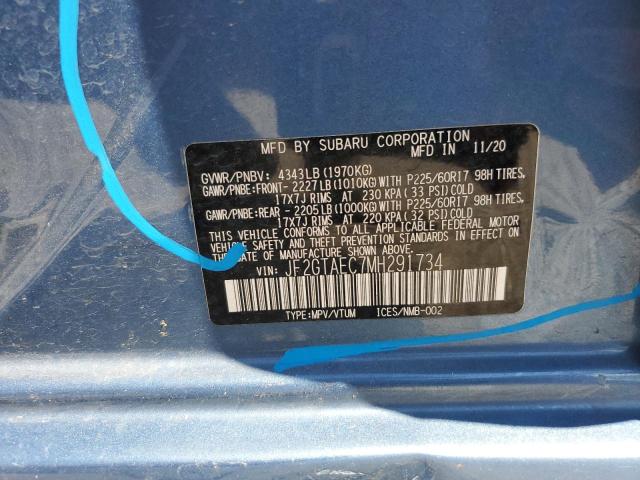 MFD BY SUBARU CORPORATION 11/20
GVWR/PNBV: 4343LB (1970KG)
GAWR/PNBE:FRONT- 2227LB(1010KG)WITH P225/60R17 98H TIRES,
17X7J RIMS AT 230 KPA (33 PSI)COLD
GAWR/PNBE:REAR - 2205LB(1000KG)WITH P225/60R17 98H TIRES,
17X7J RIMS AT 220 KPA (32 PSI)COLD
THIS VEHICLE CONFORMS TO ALL APPLICABLE FEDERAL MOTOR
VEHICLE SAFETY AND THEFT PREVENTION STANDARDS IN EFFECT ON
THE DATE OF MANUFACTURE SHOWN ABOVE.
VIN: JF2GTAEC7MH291734
TYPE:MPV/VTUM ICES/NMB-002